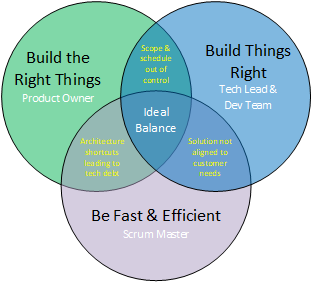 Build the
Right Things
Product Owner
Scope &
schedule
out of
control
Build Things
Right
Tech Lead &
Dev Team
Ideal
Balance
Architecture
shortcuts
leading to
tech debt
Solution not
aligned to
customer
needs
Be Fast & Efficient
Scrum Master